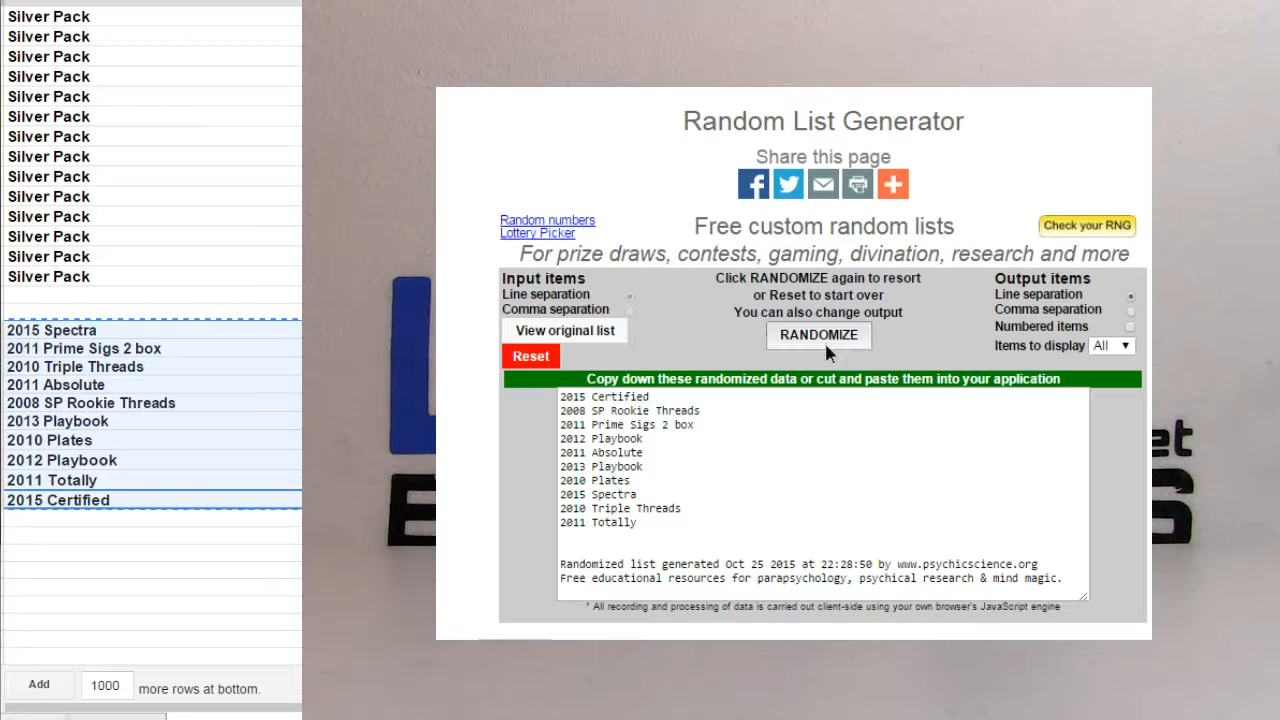 Silver Pack
Silver Pack
Silver Pack
Silver Pack
Silver Pack
Silver Pack
Silver Pack
Silver Pack
Silver Pack
Silver Pack
Silver Pack
Silver Pack
Silver Pack
Silver Pack
2015 Spectra
2011 Prime Sigs 2 box
2010 Triple Threads
2011 Absolute
2008 SP Rookie Threads
2013 Playbook
2010 Plates
2012 Playbook
2011 Totally
2015 Certified
Add 1000 more rows at bottom.
Random List Generator
Share this page
Random numbers
Lottery Picker
Free custom random lists
Check your RNG
For prize draws, contests, gaming, divination, research and more
Input items
Line separation
Comma separation
View original list
Reset
Click RANDOMIZE again to resort
or Reset to start over
You can also change output
RANDOMIZE
Output items
Line separation
Comma separation
Numbered items
Items to display All
Copy down these randomized data or cut and paste them into your application
2015 Certified
2008 SP Rookie Threads
2011 Prime Sigs 2 box
2012 Playbook
2011 Absolute
2013 Playbook
2010 Plates
2015 Spectra
2010 Triple Threads
2011 Totally
Randomized list generated Oct 25 2015 at 22:28:50 by www.psychicscience.org
Free educational resources for parapsychology, psychical research & mind magic.
* All recording and processing of data is carried out client-side using your own browser's JavaScript engine